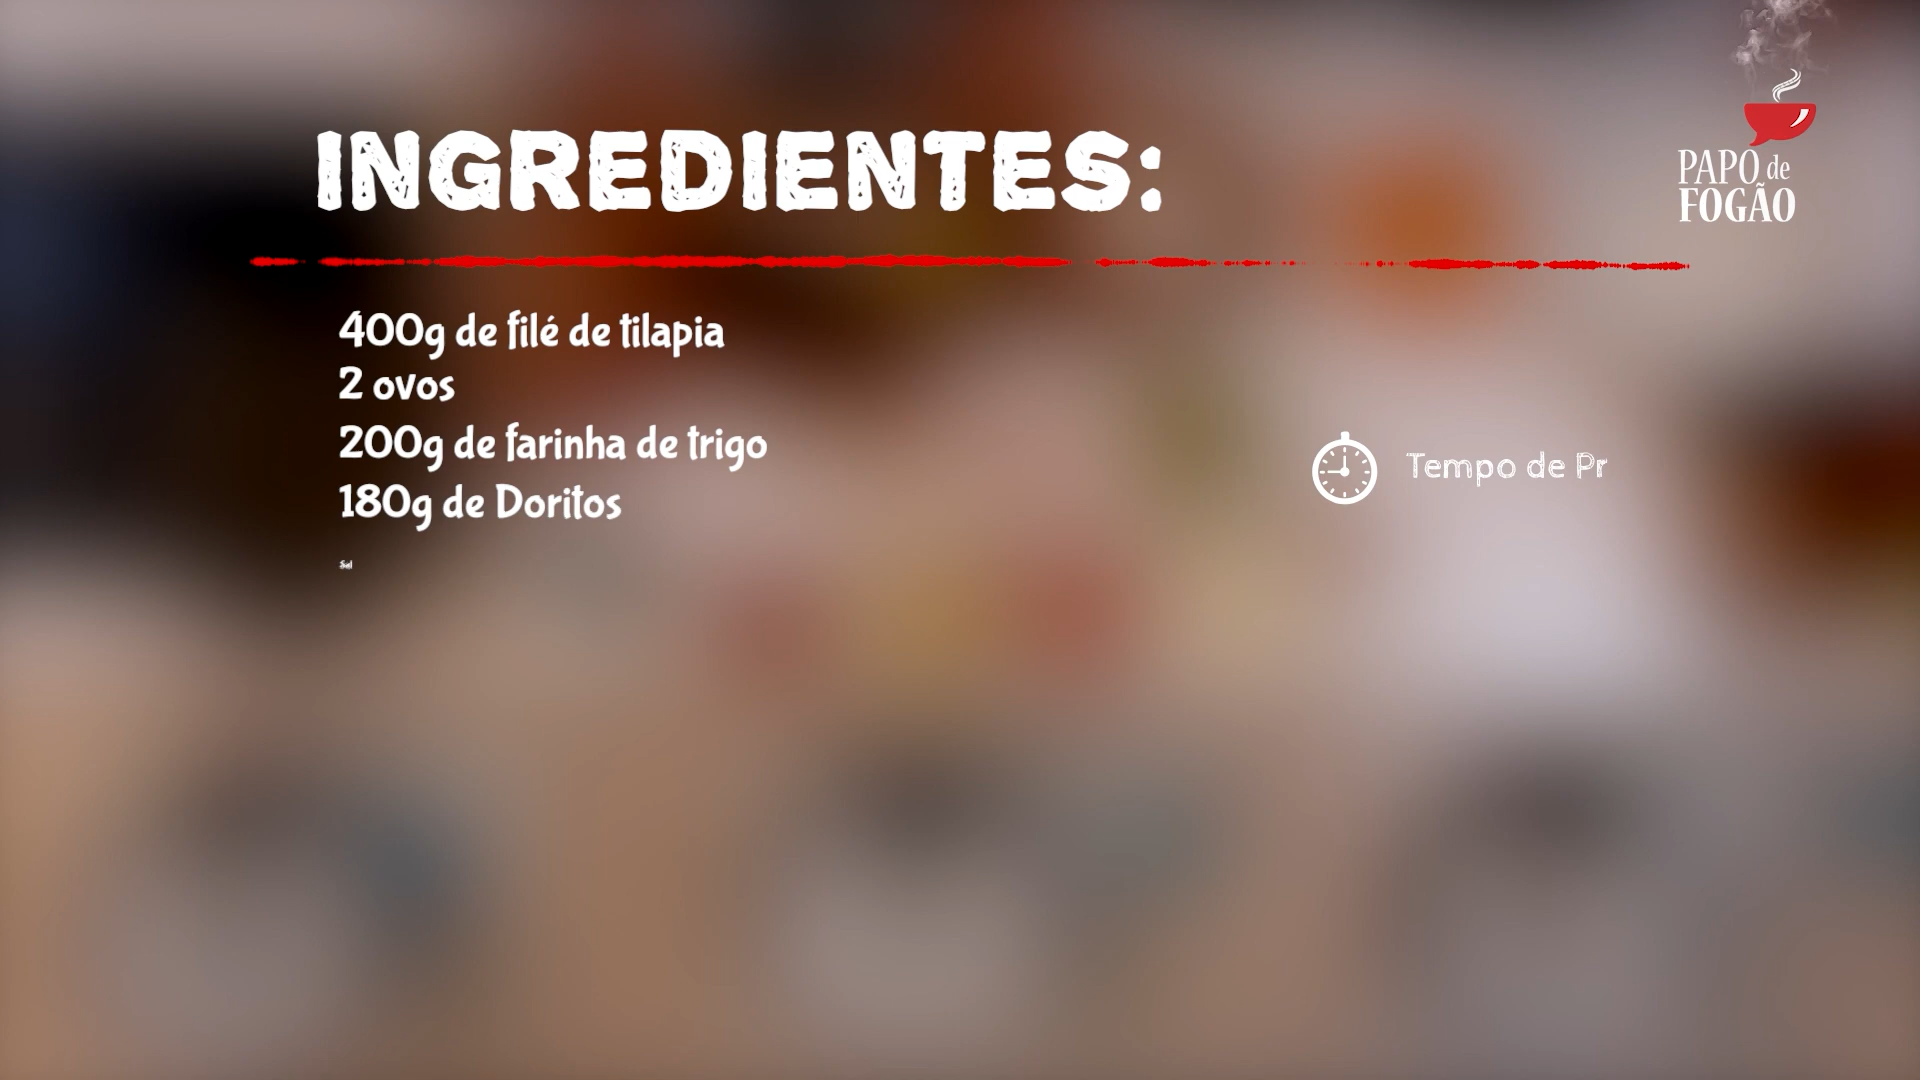 INGREDIENTES:
PAPO de
FOGÃO
400g de filé de tilapia
2 ovos
200g de farinha de trigo
180g de Doritos
Sal
Tempo de Pr